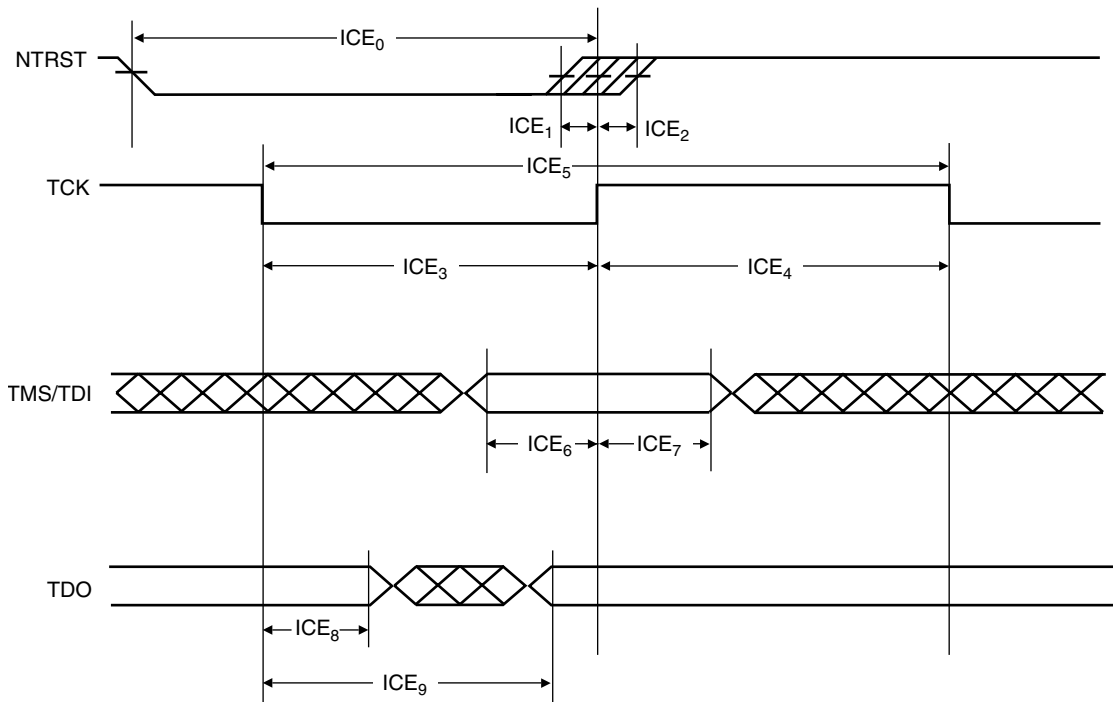 ICE₀
NTRST
ICE₁
ICE₂
ICE₅
TCK
ICE₃
ICE₄
TMS/TDI
ICE₆
ICE₇
TDO
ICE₈
ICE₉